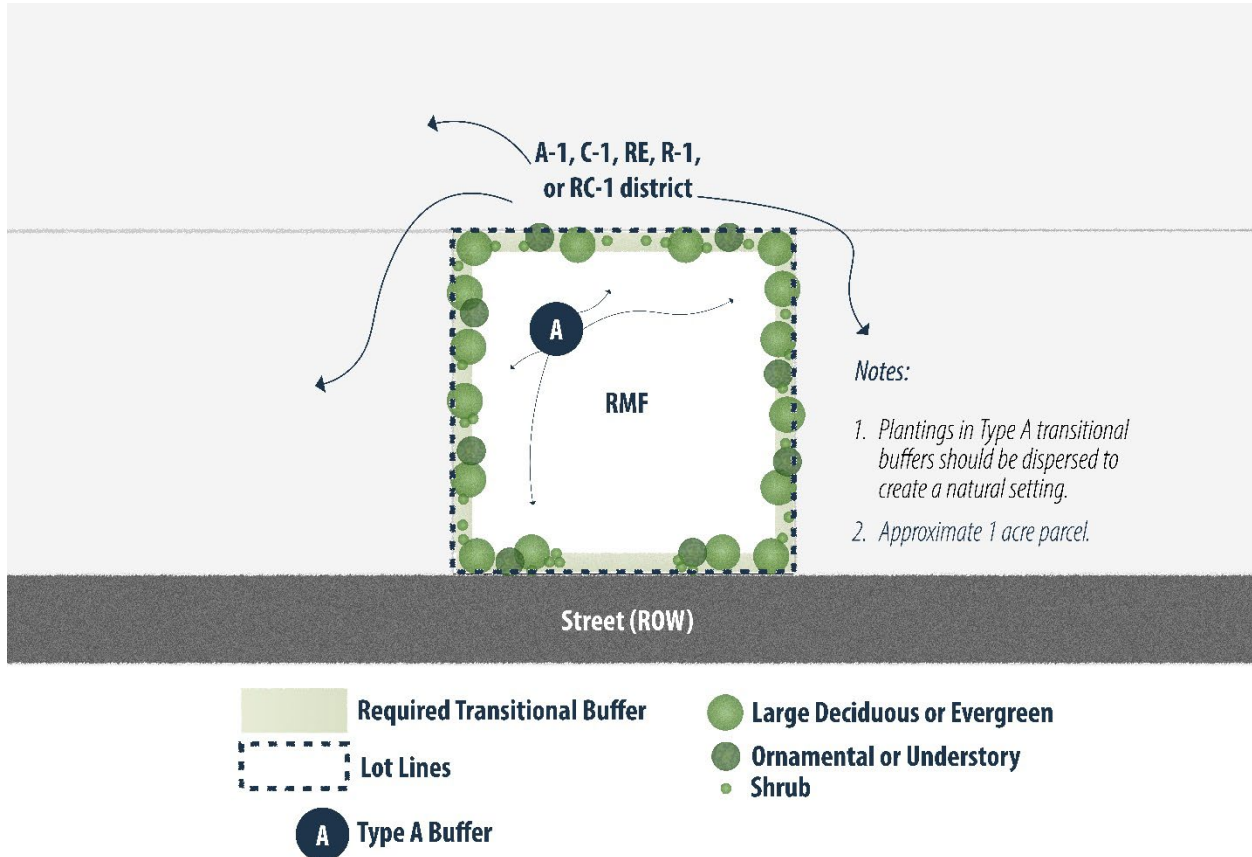 A-1, C-1, RE, R-1,
or RC-1 district
A
RMF
Notes:
1. Plantings in Type A transitional
buffers should be dispersed to
create a natural setting.
2. Approximate 1 acre parcel.
Street (ROW)
Required Transitional Buffer
Lot Lines
A Type A Buffer
Large Deciduous or Evergreen
Ornamental or Understory
Shrub